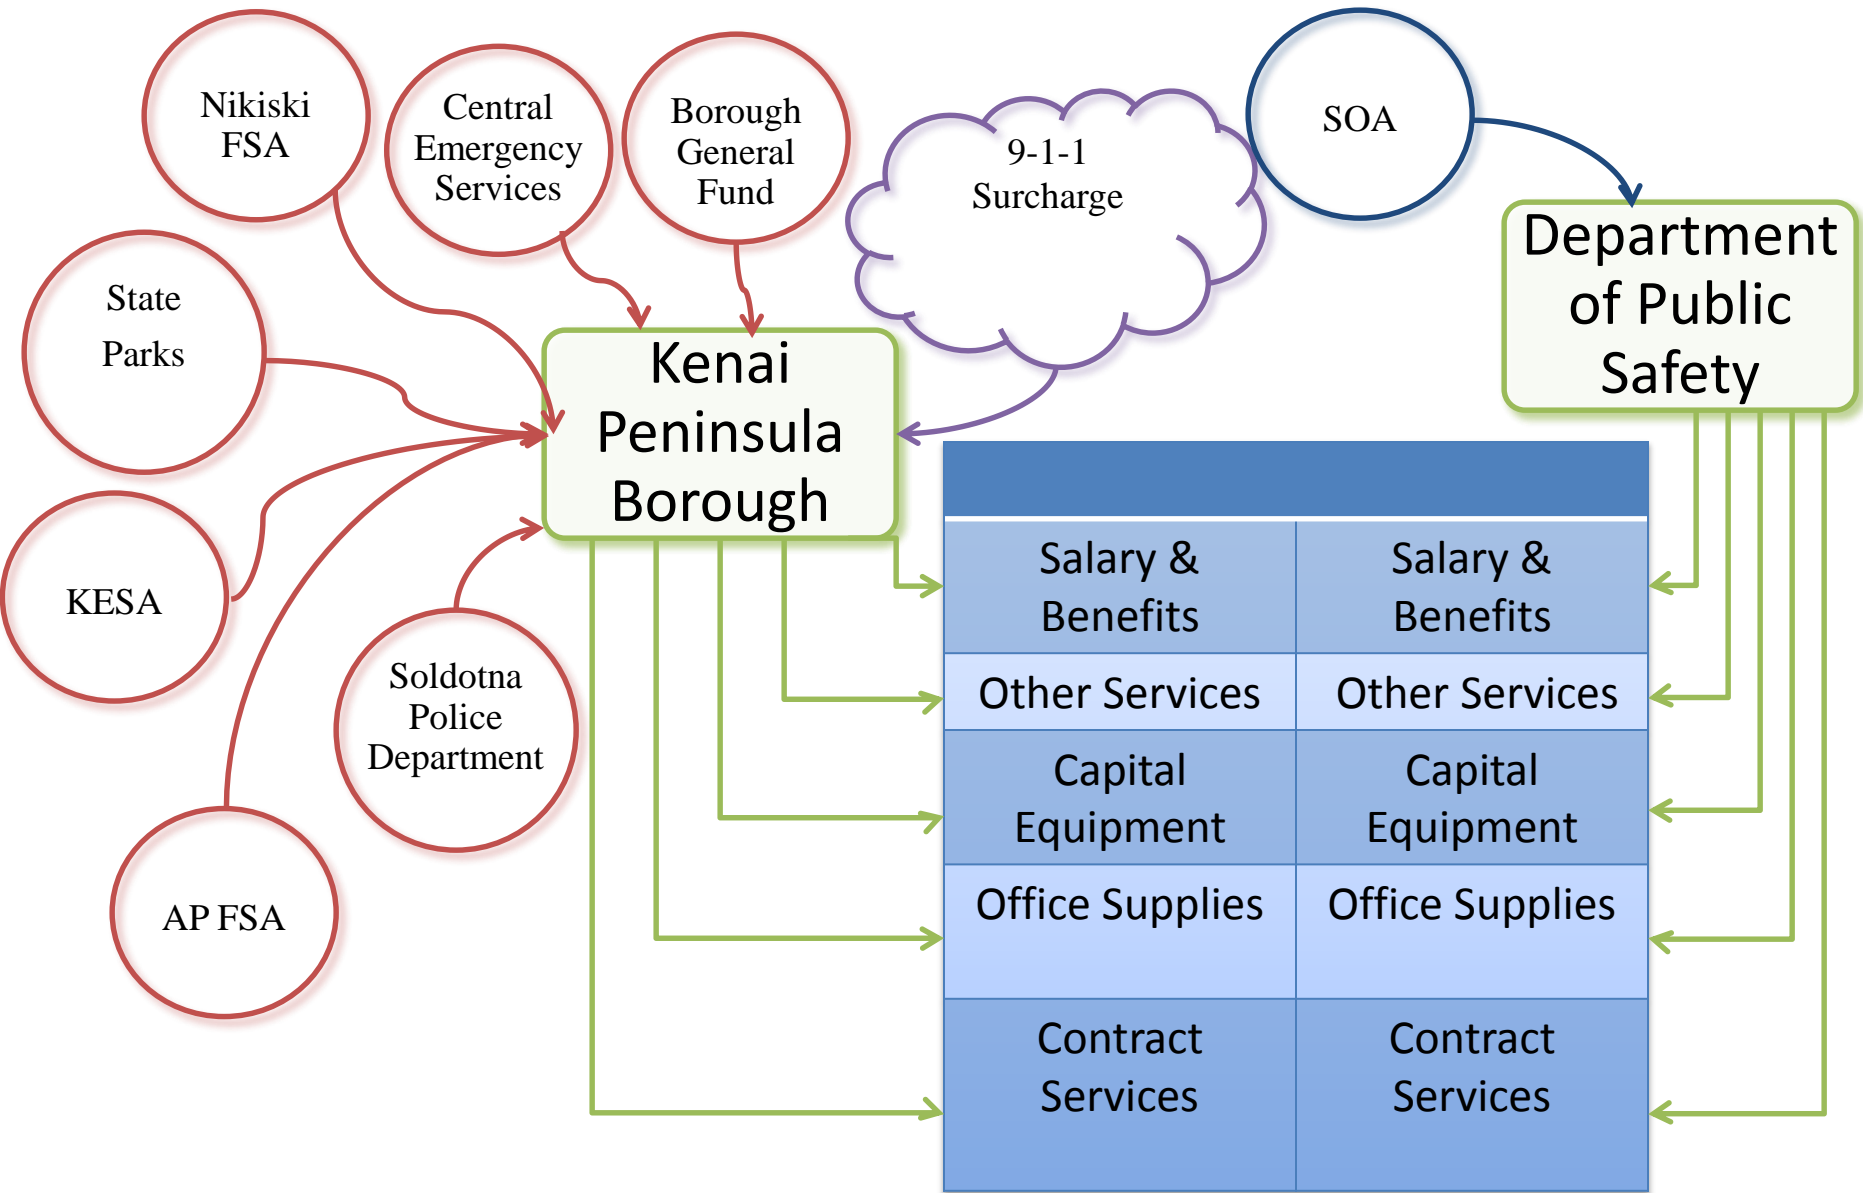 Nikiski
FSA
Central
Emergency
Services
Borough
General
Fund
9-1-1
Surcharge
SOA
Department
of Public
Safety
State
Parks
Kenai
Peninsula
Borough
KESA
Soldotna
Police
Department
AP FSA
Salary &
Benefits
Salary &
Benefits
Other Services
Other Services
Capital
Equipment
Capital
Equipment
Office Supplies
Office Supplies
Contract
Services
Contract
Services